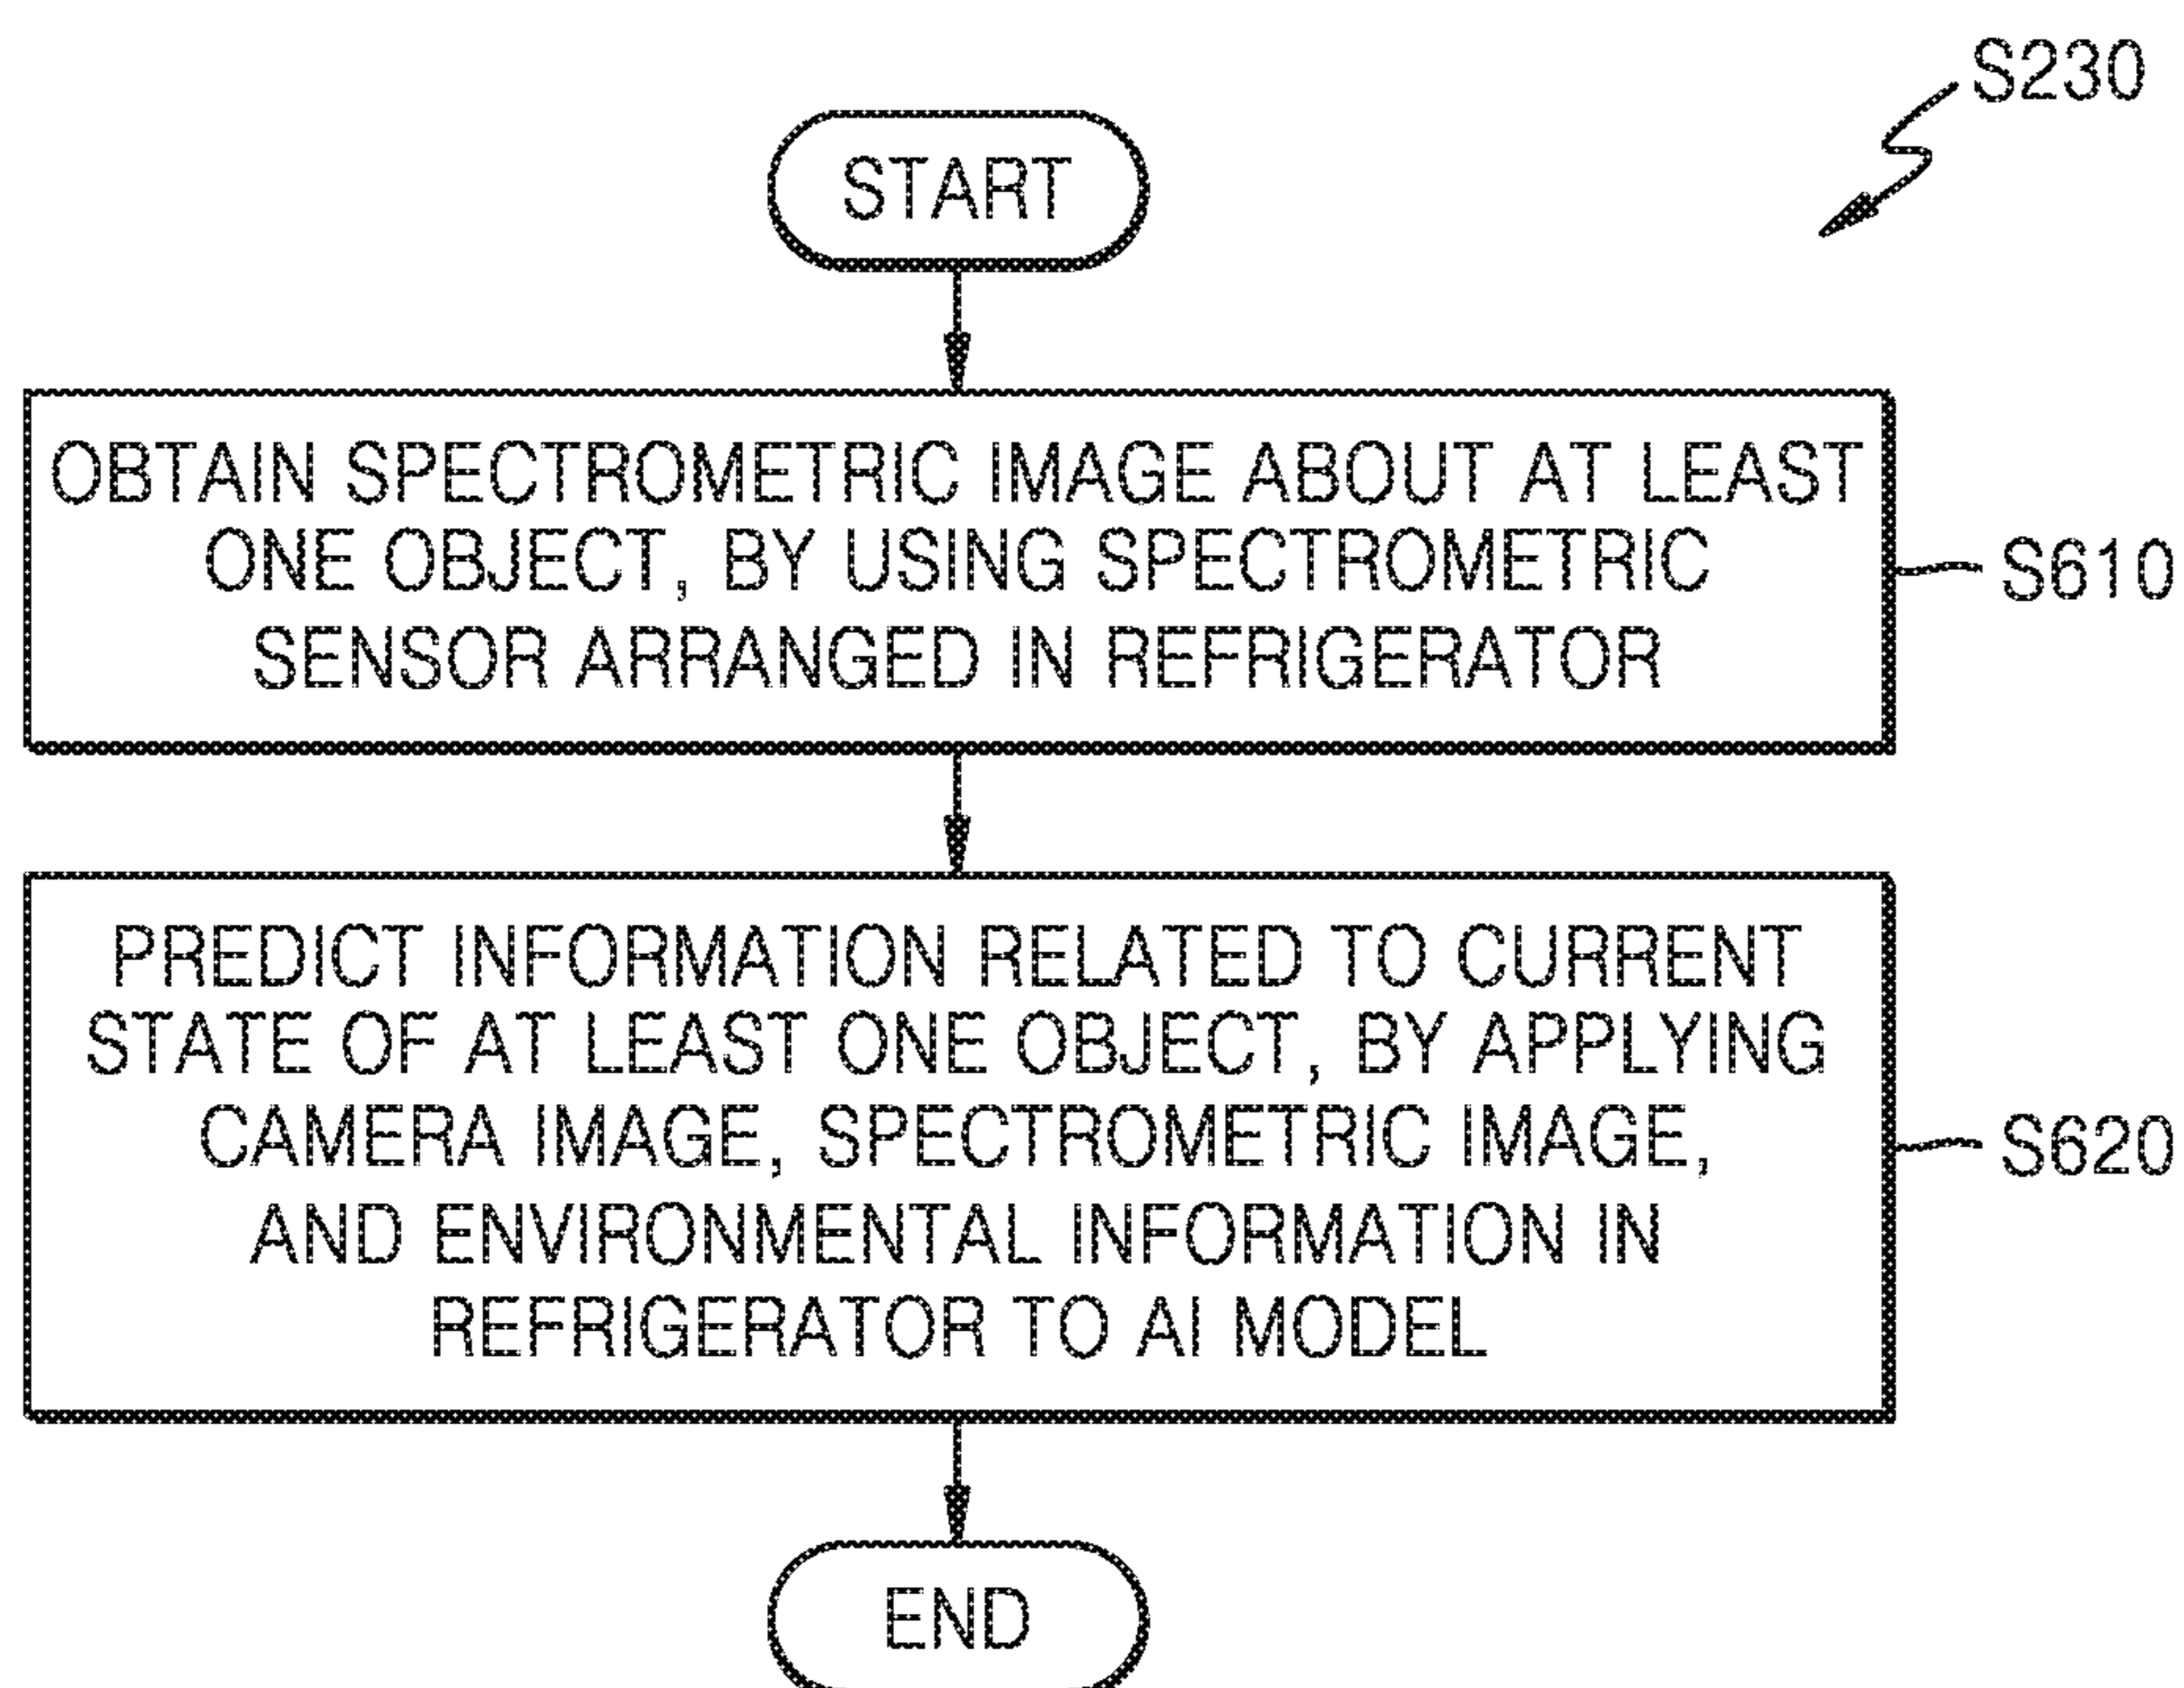 S230
START
OBTAIN SPECTROMETRIC IMAGE ABOUT AT LEAST
ONE OBJECT, BY USING SPECTROMETRIC
SENSOR ARRANGED IN REFRIGERATOR
S610
PREDICT INFORMATION RELATED TO CURRENT
STATE OF AT LEAST ONE OBJECT, BY APPLYING
CAMERA IMAGE, SPECTROMETRIC IMAGE,
AND ENVIRONMENTAL INFORMATION IN
REFRIGERATOR TO AI MODEL
S620
END